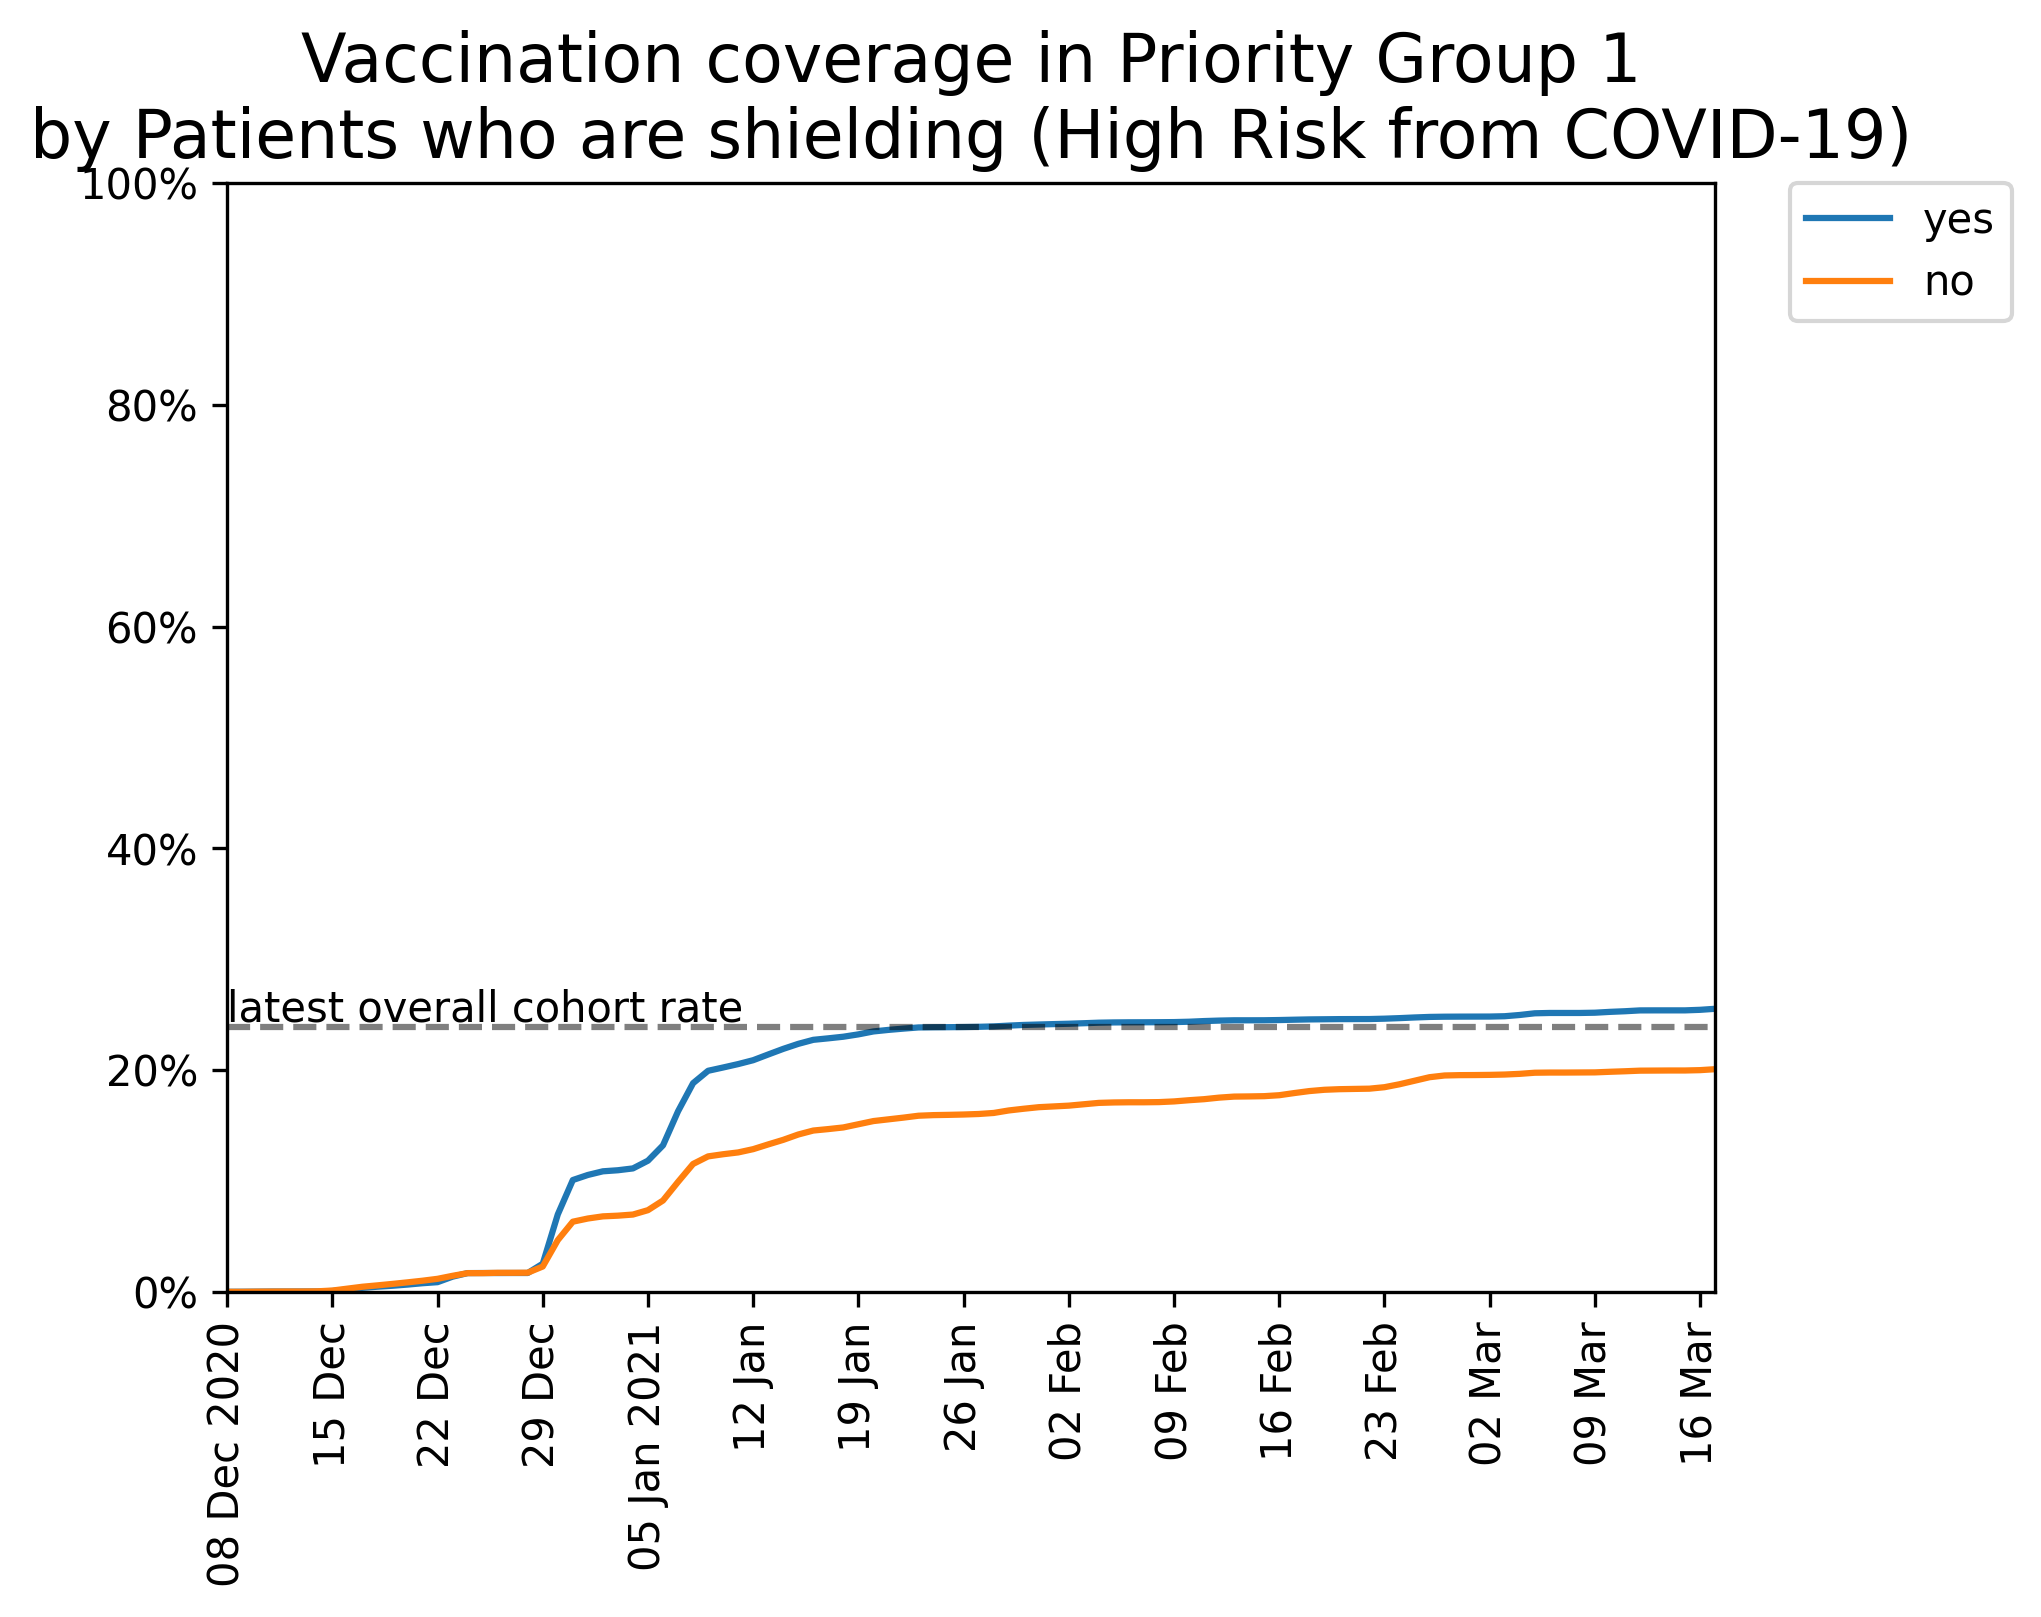 Vaccination coverage in Priority Group 1
by Patients who are shielding (High Risk from COVID-19)
100%
80%
60%
40%
20%
0%
latest overall cohort rate
08 Dec 2020
15 Dec
22 Dec
29 Dec
05 Jan 2021
12 Jan
19 Jan
26 Jan
02 Feb
09 Feb
16 Feb
23 Feb
02 Mar
09 Mar
16 Mar
yes
no